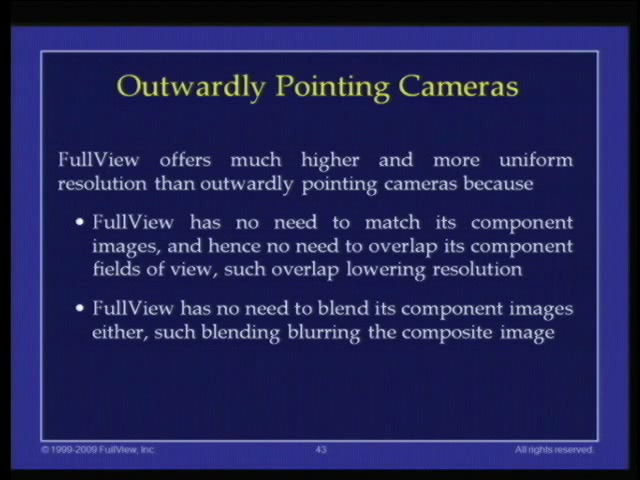 Outwardly Pointing Cameras
FullView offers much higher and more uniform
resolution than outwardly pointing cameras because
• FullView has no need to match its component
images, and hence no need to overlap its component
fields of view, such overlap lowering resolution
• FullView has no need to blend its component images
either, such blending blurring the composite image
© 1999-2009 FullView, Inc.
43
All rights reserved.